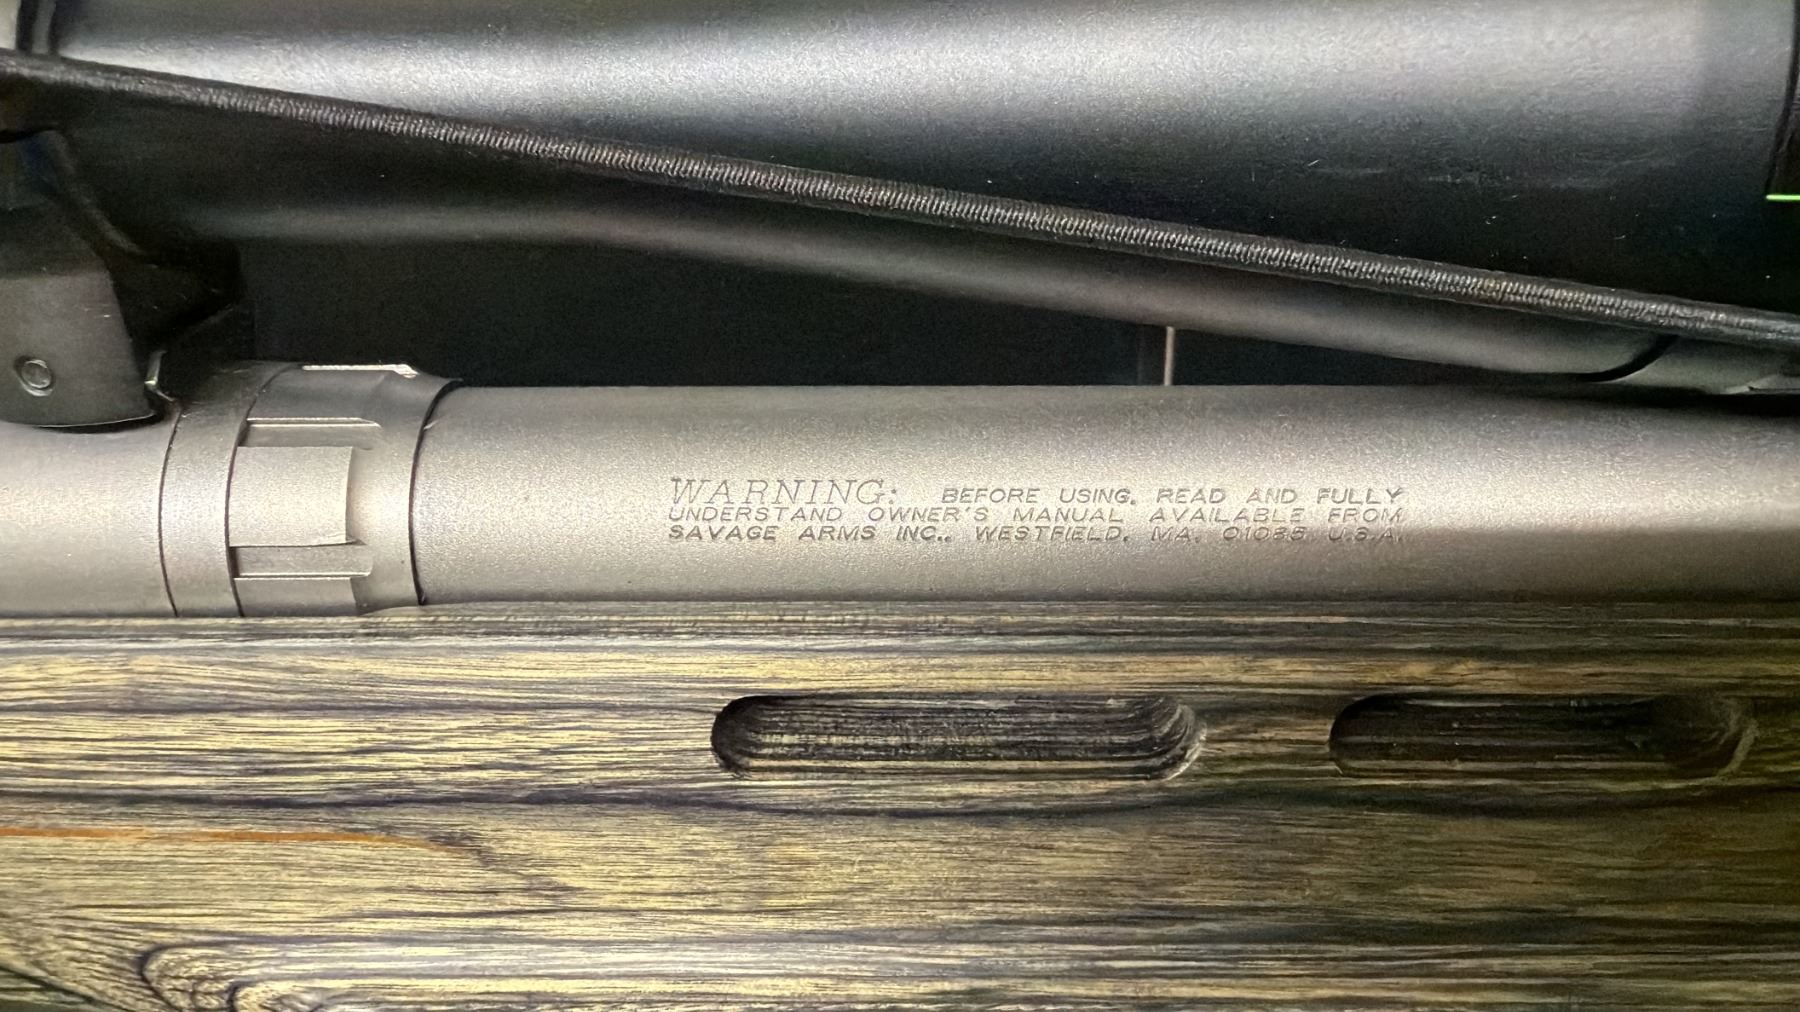 WARNING: BEFORE USING, READ AND FULLY
UNDERSTAND OWNER'S MANUAL AVAILABLE FROM
SAVAGE ARMS INC., WESTFIELD, MA. 01085 U.S.A.